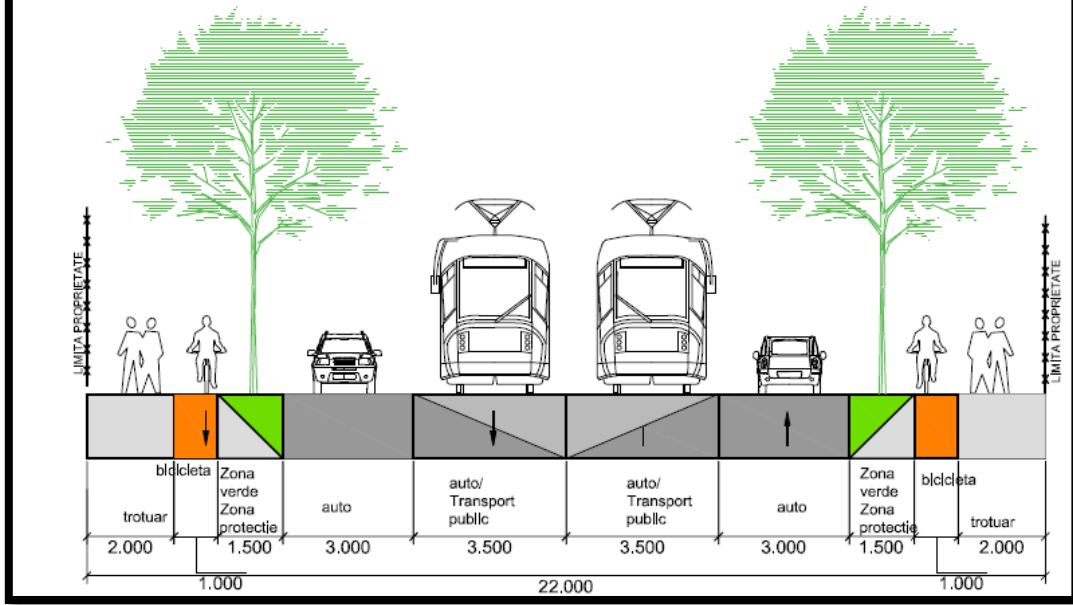 LIMITA PROPRIETATE
LIMITA PROPRIETATE
bicicleta
Zona
verde
Zona
protectie
trotuar
auto
auto/
Transport
public
auto/
Transport
public
auto
Zona
verde
Zona
protectie
bicicleta
trotuar
2.000
1.500
3.000
3.500
3.500
3.000
1.500
2.000
1.000
22.000
1.000